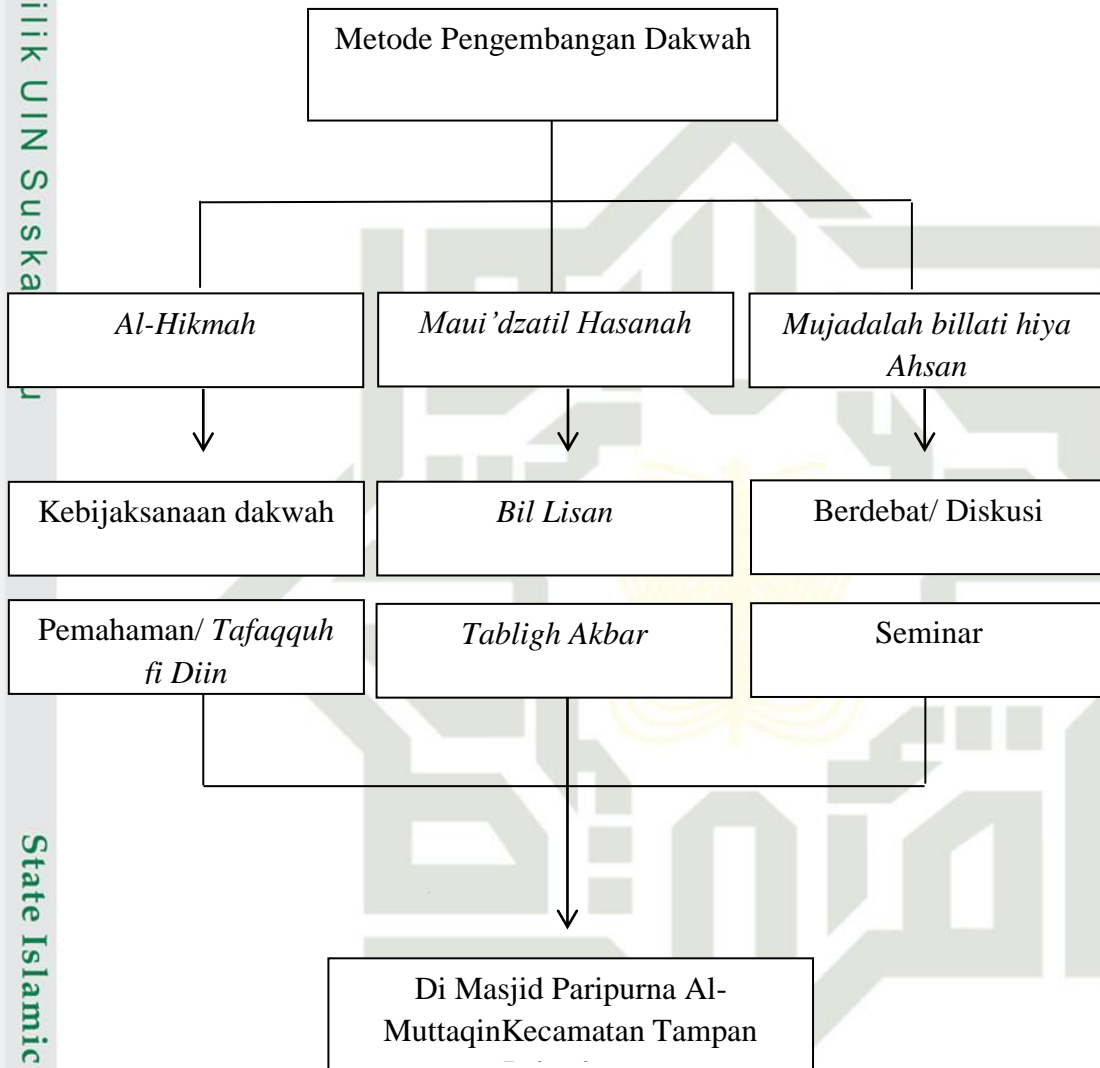 ilik UIN Suska
u
State Islamic
Metode Pengembangan Dakwah
Al-Hikmah
Maui’dzatil Hasanah
Mujadalah billati hiya
Ahsan
Kebijaksanaan dakwah
Bil Lisan
Berdebat/ Diskusi
Pemahaman/ Tafaqquh
fi Diin
Tabligh Akbar
Seminar
Di Masjid Paripurna Al-
MuttaqinKecamatan Tampan